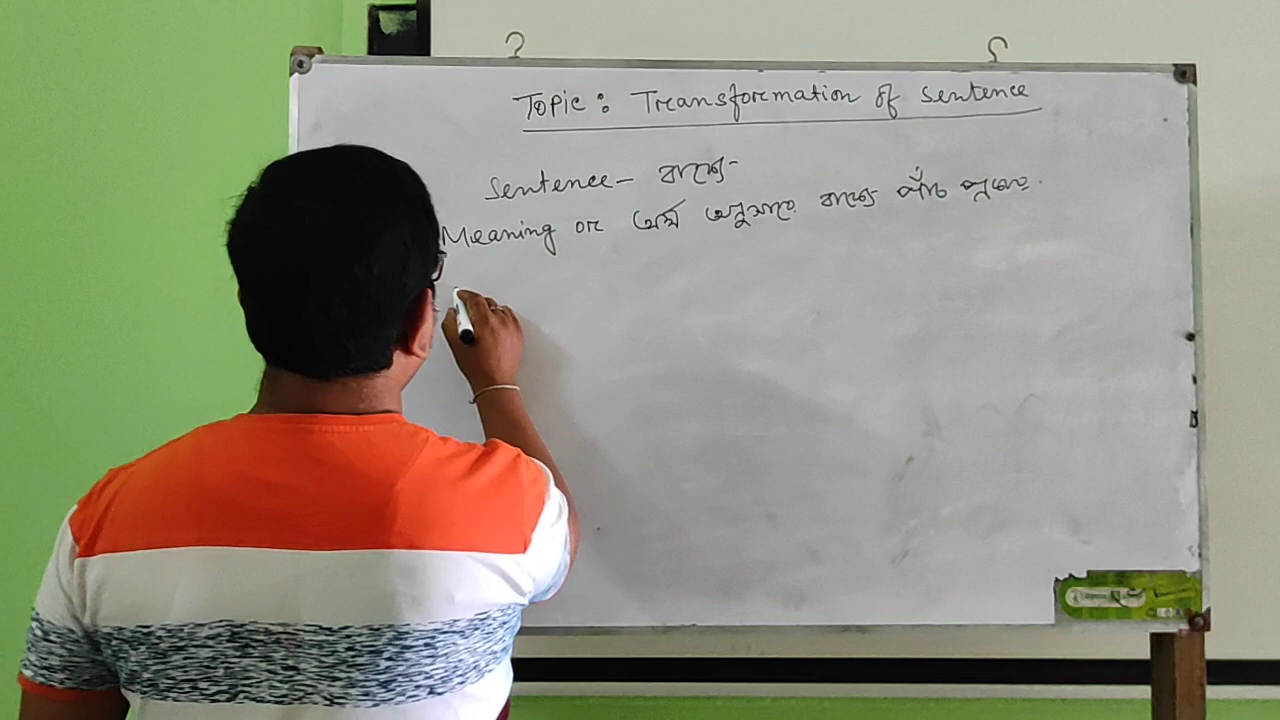 Topic: Transformation of sentence
Sentence- বাক্য-
Meaning or অর্থ অনুসারে বাক্য পাঁচ প্রকার.